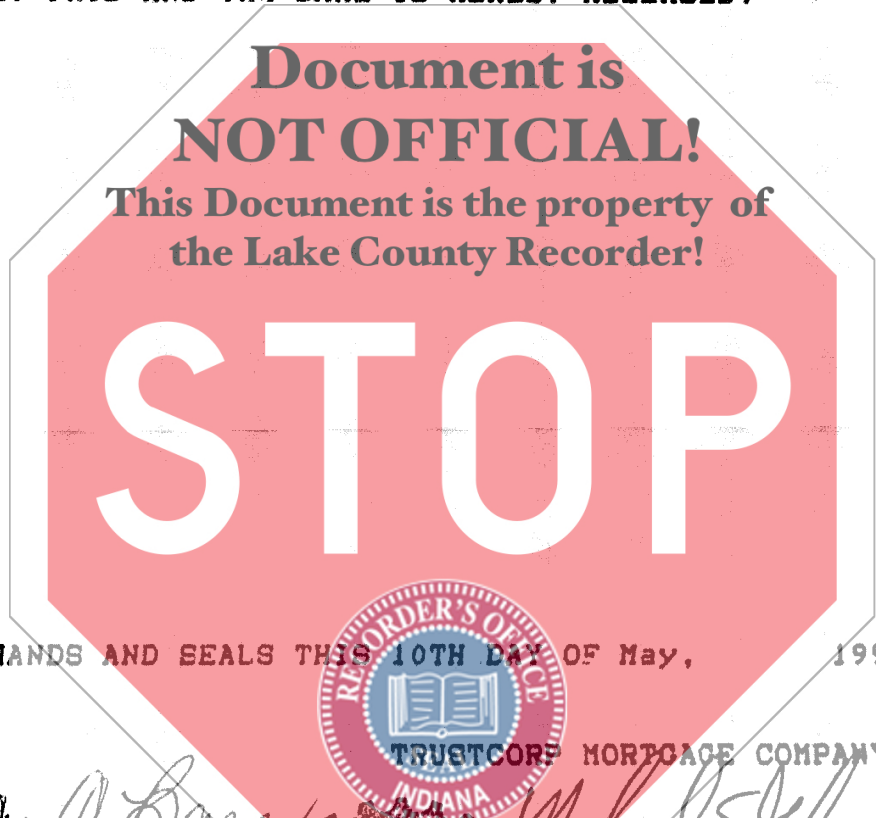 Document is
NOT OFFICIAL!
This Document is the property of
the Lake County Recorder!
STOP
HANDS AND SEALS THIS 10TH DAY OF May, 199
RECORDER'S OFFICE
INDIANA
TRUSTCORP MORTGAGE COMPANY